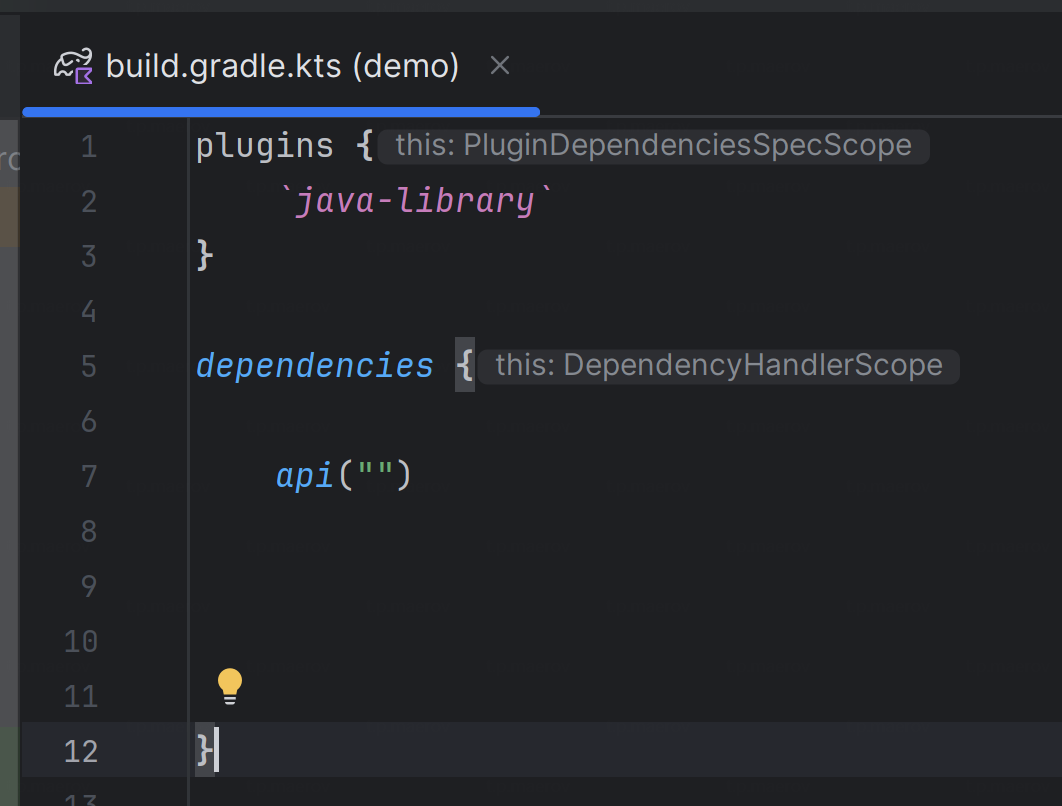 build.gradle.kts (demo)
1 plugins { this: PluginDependenciesSpecScope
2 `java-library`
3 }
4
5 dependencies { this: DependencyHandlerScope
6
7 api("")
8
9
10
11
12 }
13